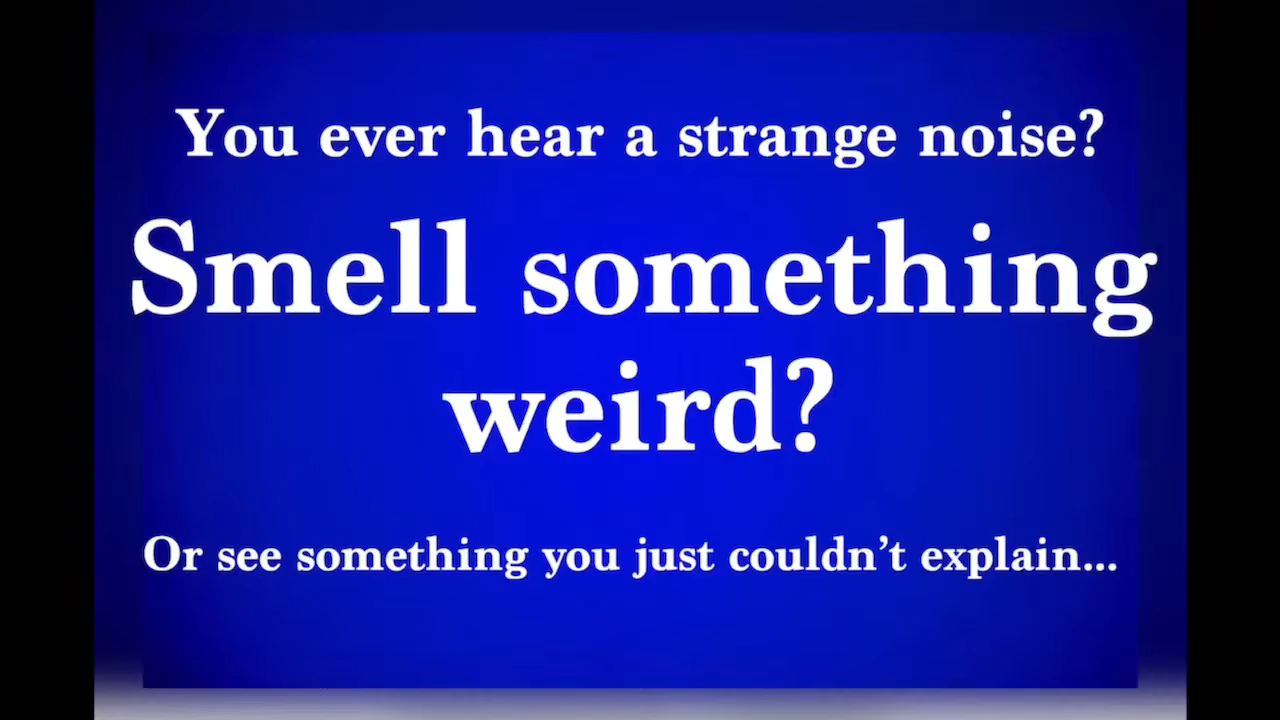 You ever hear a strange noise?
Smell something
weird?
Or see something you just couldn’t explain...